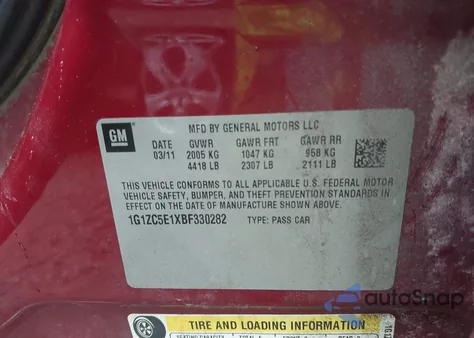 GM
MFD BY GENERAL MOTORS LLC
DATE GVWR GAWR FRT GAWR RR
03/11 2005 KG 1047 KG 958 KG
4418 LB 2307 LB 2111 LB
THIS VEHICLE CONFORMS TO ALL APPLICABLE U.S. FEDERAL MOTOR
VEHICLE SAFETY, BUMPER, AND THEFT PREVENTION STANDARDS IN
EFFECT ON THE DATE OF MANUFACTURE SHOWN ABOVE.
1G1ZC5E1XBF330282 TYPE: PASS CAR
autoSnap
TIRE AND LOADING INFORMATION
SEATING CAPACITY